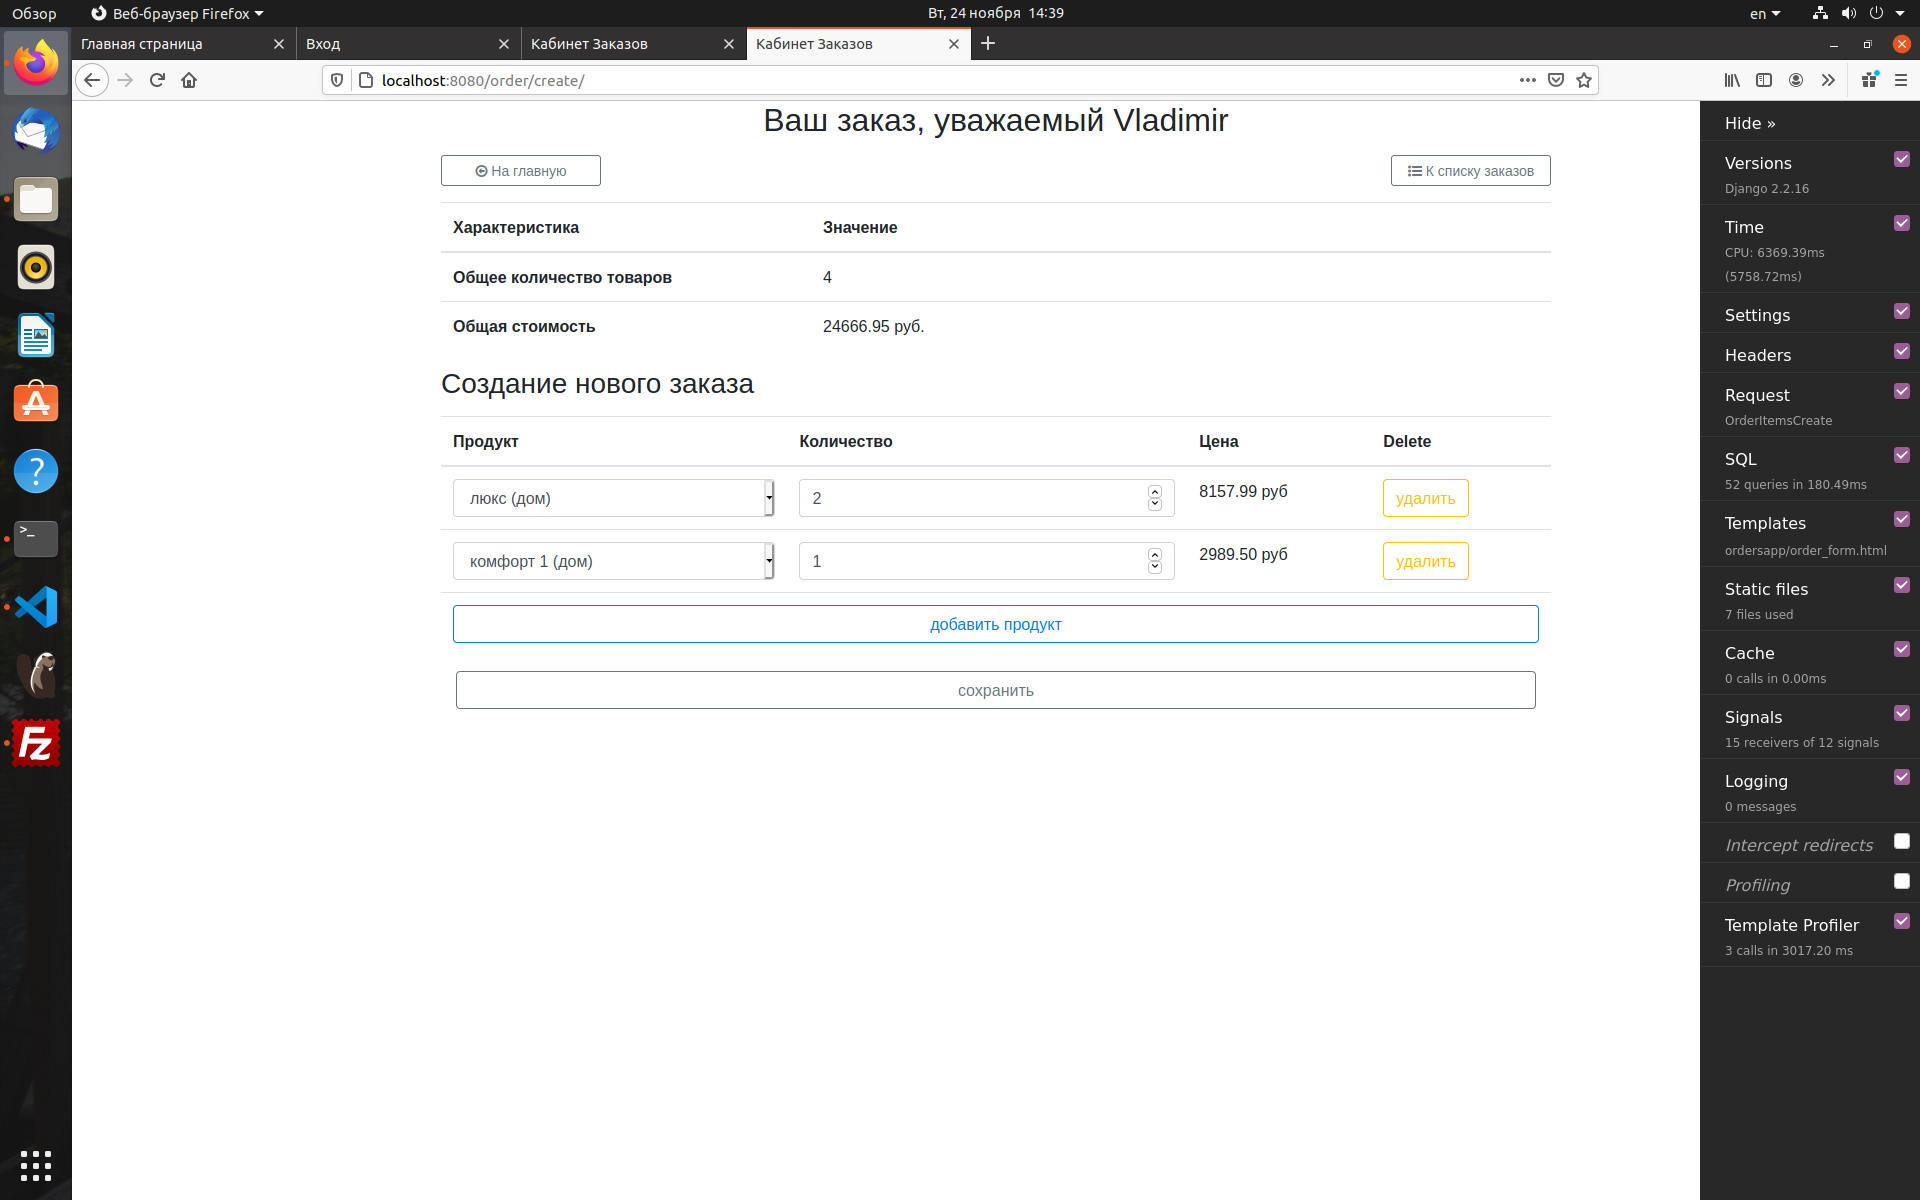 Обзор
Веб-браузер Firefox
Вт, 24 ноября 14:39
en
Главная страница
Вход
Кабинет Заказов
Кабинет Заказов
localhost:8080/order/create/
Ваш заказ, уважаемый Vladimir
На главную
К списку заказов
Характеристика Значение
Общее количество товаров 4
Общая стоимость 24666.95 руб.
Создание нового заказа
Продукт Количество Цена Delete
люкс (дом) 2 8157.99 руб удалить
комфорт 1 (дом) 1 2989.50 руб удалить
добавить продукт
сохранить
Hide »
Versions
Django 2.2.16
Time
CPU: 6369.39ms
(5758.72ms)
Settings
Headers
Request
OrderItemsCreate
SQL
52 queries in 180.49ms
Templates
ordersapp/order_form.html
Static files
7 files used
Cache
0 calls in 0.00ms
Signals
15 receivers of 12 signals
Logging
0 messages
Intercept redirects
Profiling
Template Profiler
3 calls in 3017.20 ms
>_
?
Fz